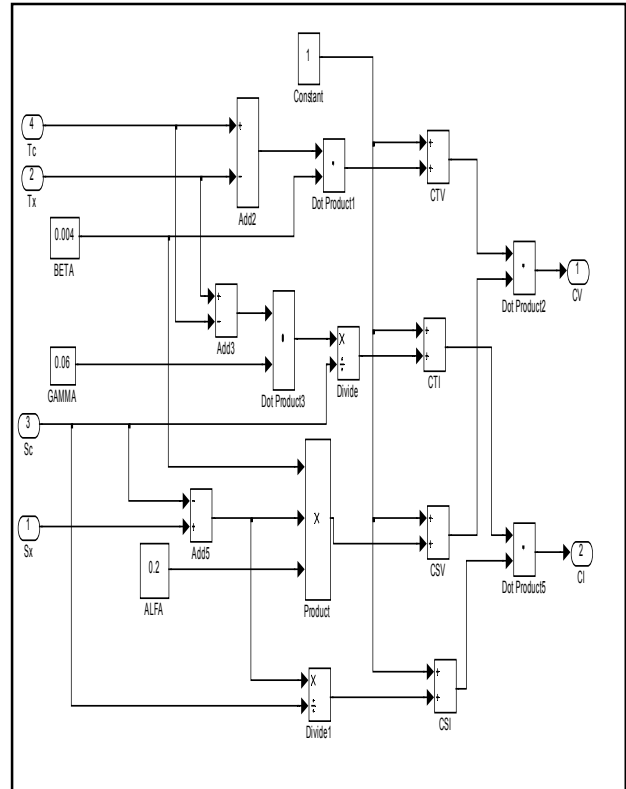 1
Constant
4
Tc
+
-
Add2
2
Tx
Dot Product1
+
+
CTV
0.004
BETA
+
-
Add3
Dot Product2
1
CV
0.06
GAMMA
Dot Product3
×
÷
Divide
+
+
CTI
3
Sc
-
+
Add5
1
Sx
×
Product
+
+
CSV
Dot Product5
2
CI
0.2
ALFA
×
÷
Divide1
+
+
CSI